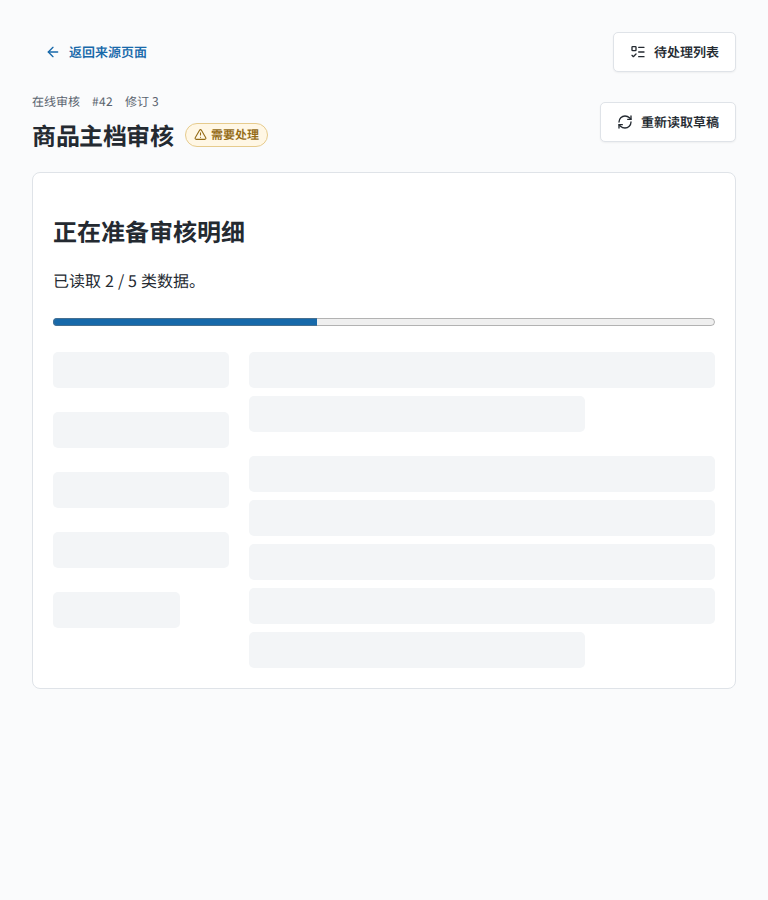 返回来源页面
待处理列表
在线审核 #42 修订 3
商品主档审核
需要处理
重新读取草稿
正在准备审核明细
已读取 2 / 5 类数据。